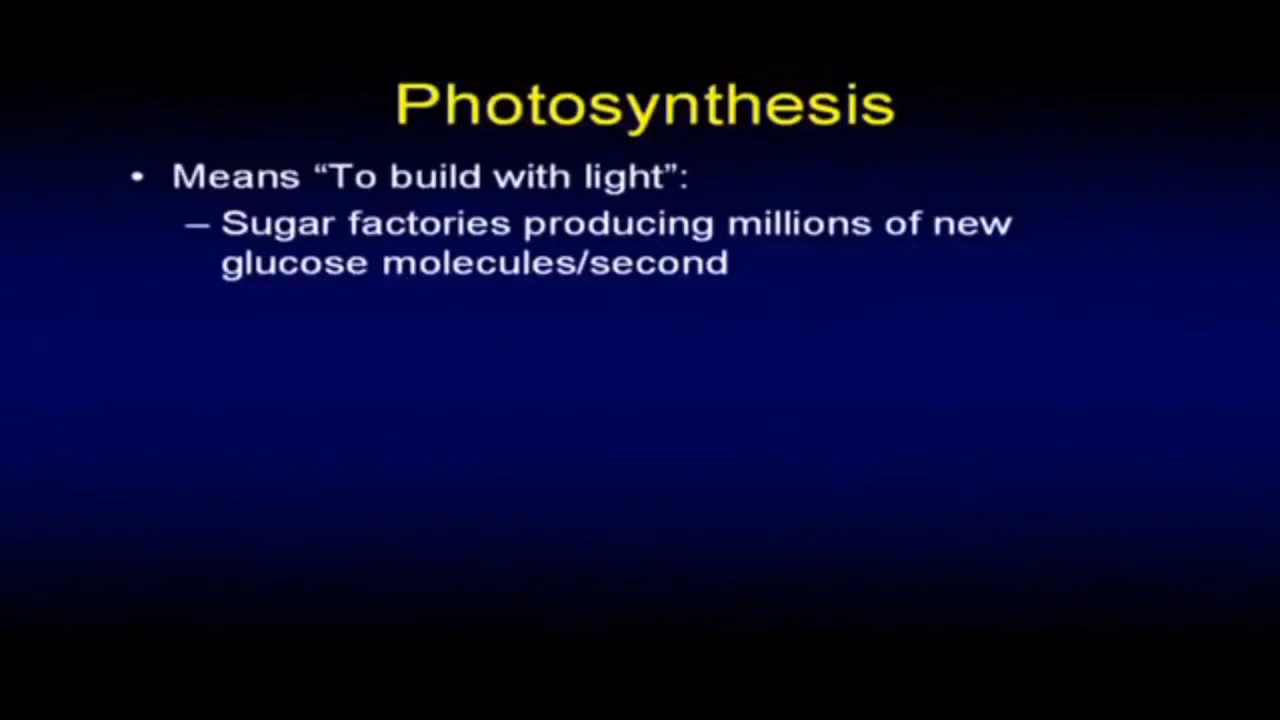 Photosynthesis
• Means “To build with light”:
– Sugar factories producing millions of new
glucose molecules/second